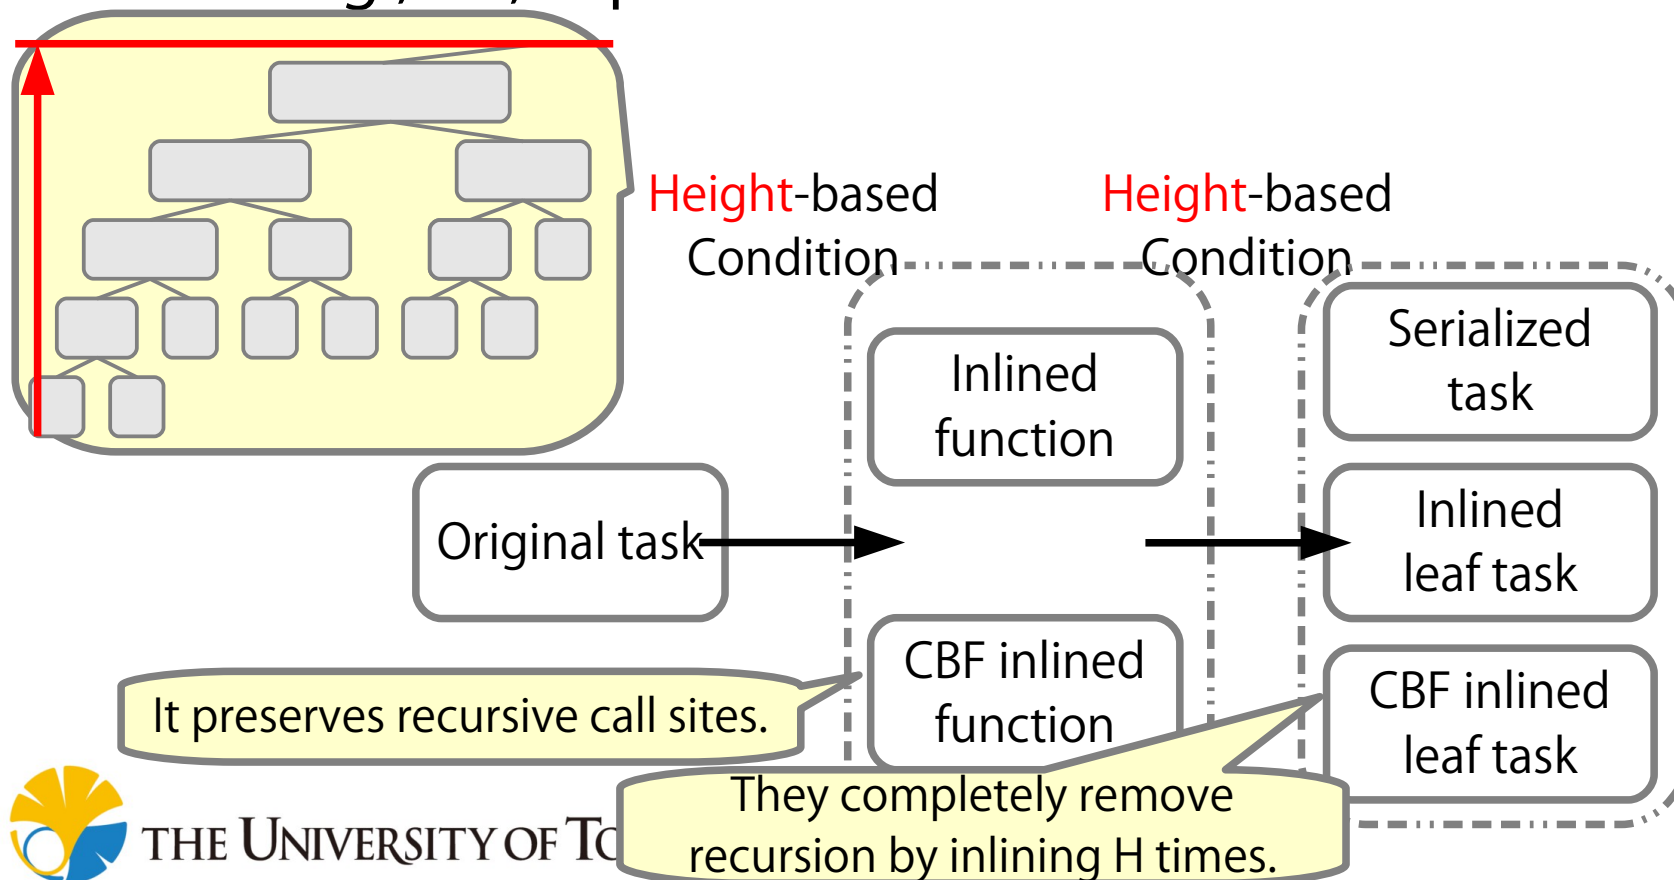 Height-based
Condition
Height-based
Condition
Serialized
task
Inlined
function
Original task
Inlined
leaf task
CBF inlined
function
CBF inlined
leaf task
It preserves recursive call sites.
They completely remove
recursion by inlining H times.
THE UNIVERSITY OF